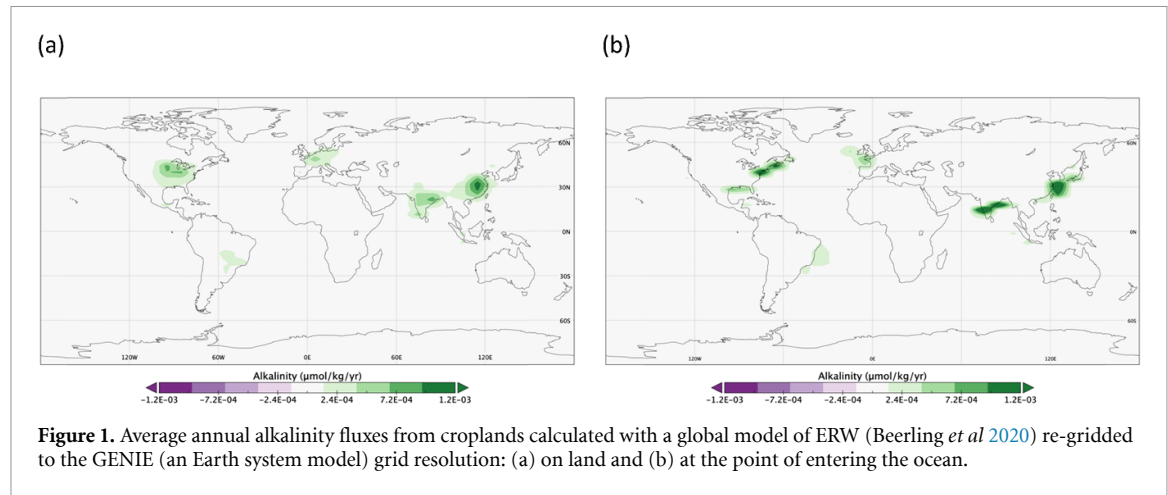 (a)
(b)
60N
30N
0N
30S
60S
120W 60W 0E 60E 120E
60N
30N
0N
30S
60S
120W 0E 120E
Alkalinity (μmol/kg/yr)
-1.2E-03 -7.2E-04 -2.4E-04 2.4E-04 7.2E-04 1.2E-03
Alkalinity (μmol/kg/yr)
-1.2E-03 -7.2E-04 -2.4E-04 2.4E-04 7.2E-04 1.2E-03
Figure 1. Average annual alkalinity fluxes from croplands calculated with a global model of ERW (Beerling et al 2020) re-gridded
to the GENIE (an Earth system model) grid resolution: (a) on land and (b) at the point of entering the ocean.